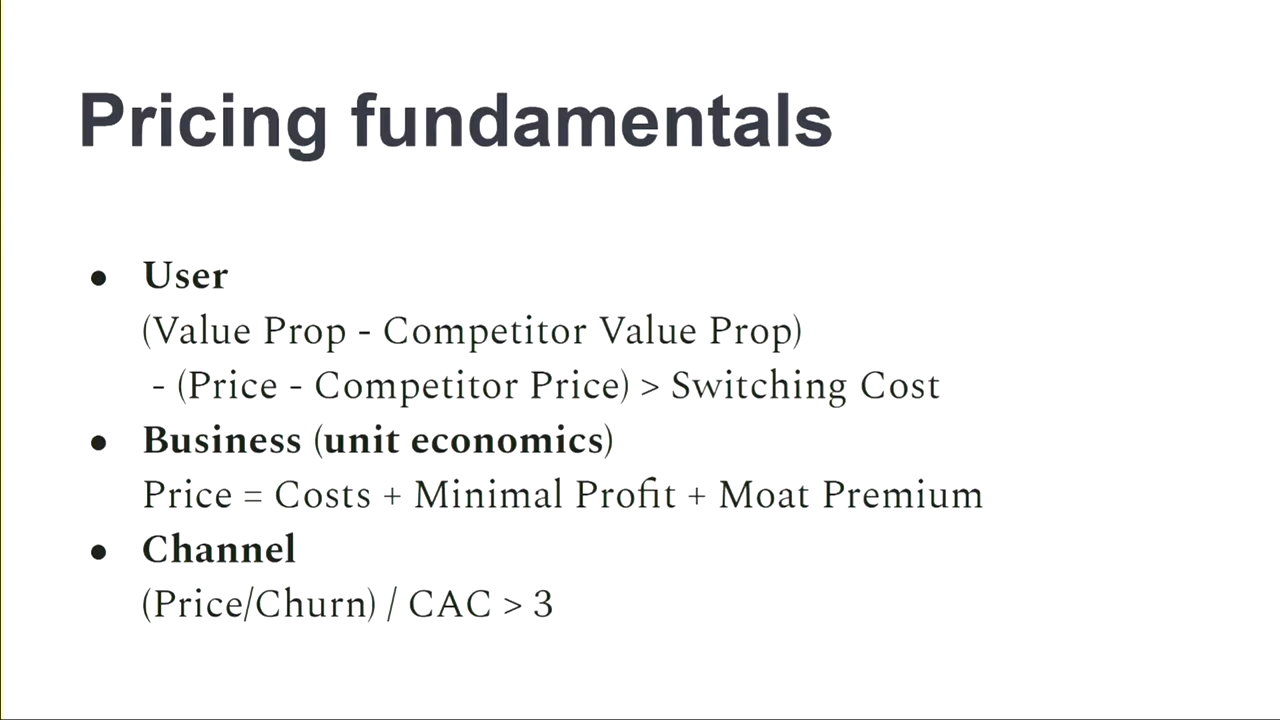 Pricing fundamentals
● User
(Value Prop - Competitor Value Prop)
- (Price - Competitor Price) > Switching Cost
● Business (unit economics)
Price = Costs + Minimal Profit + Moat Premium
● Channel
(Price/Churn) / CAC > 3